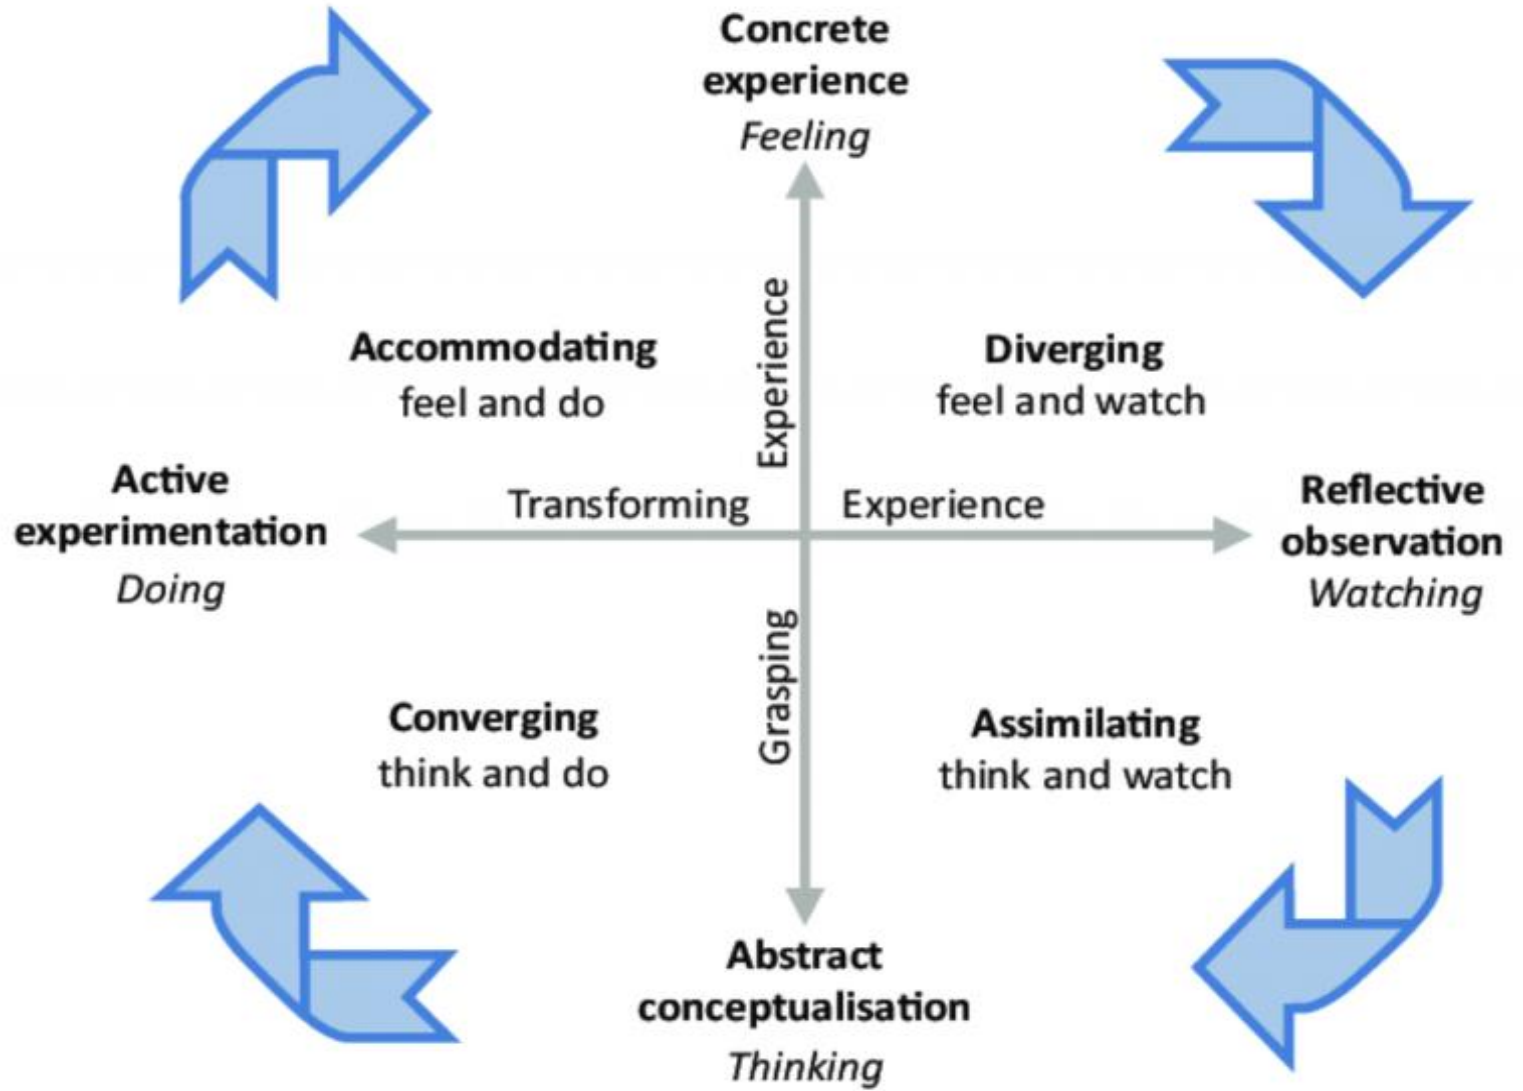 Concrete
experience
Feeling
Accommodating
feel and do
Experience
Diverging
feel and watch
Active
experimentation
Doing
Transforming
Experience
Reflective
observation
Watching
Converging
think and do
Grasping
Assimilating
think and watch
Abstract
conceptualisation
Thinking